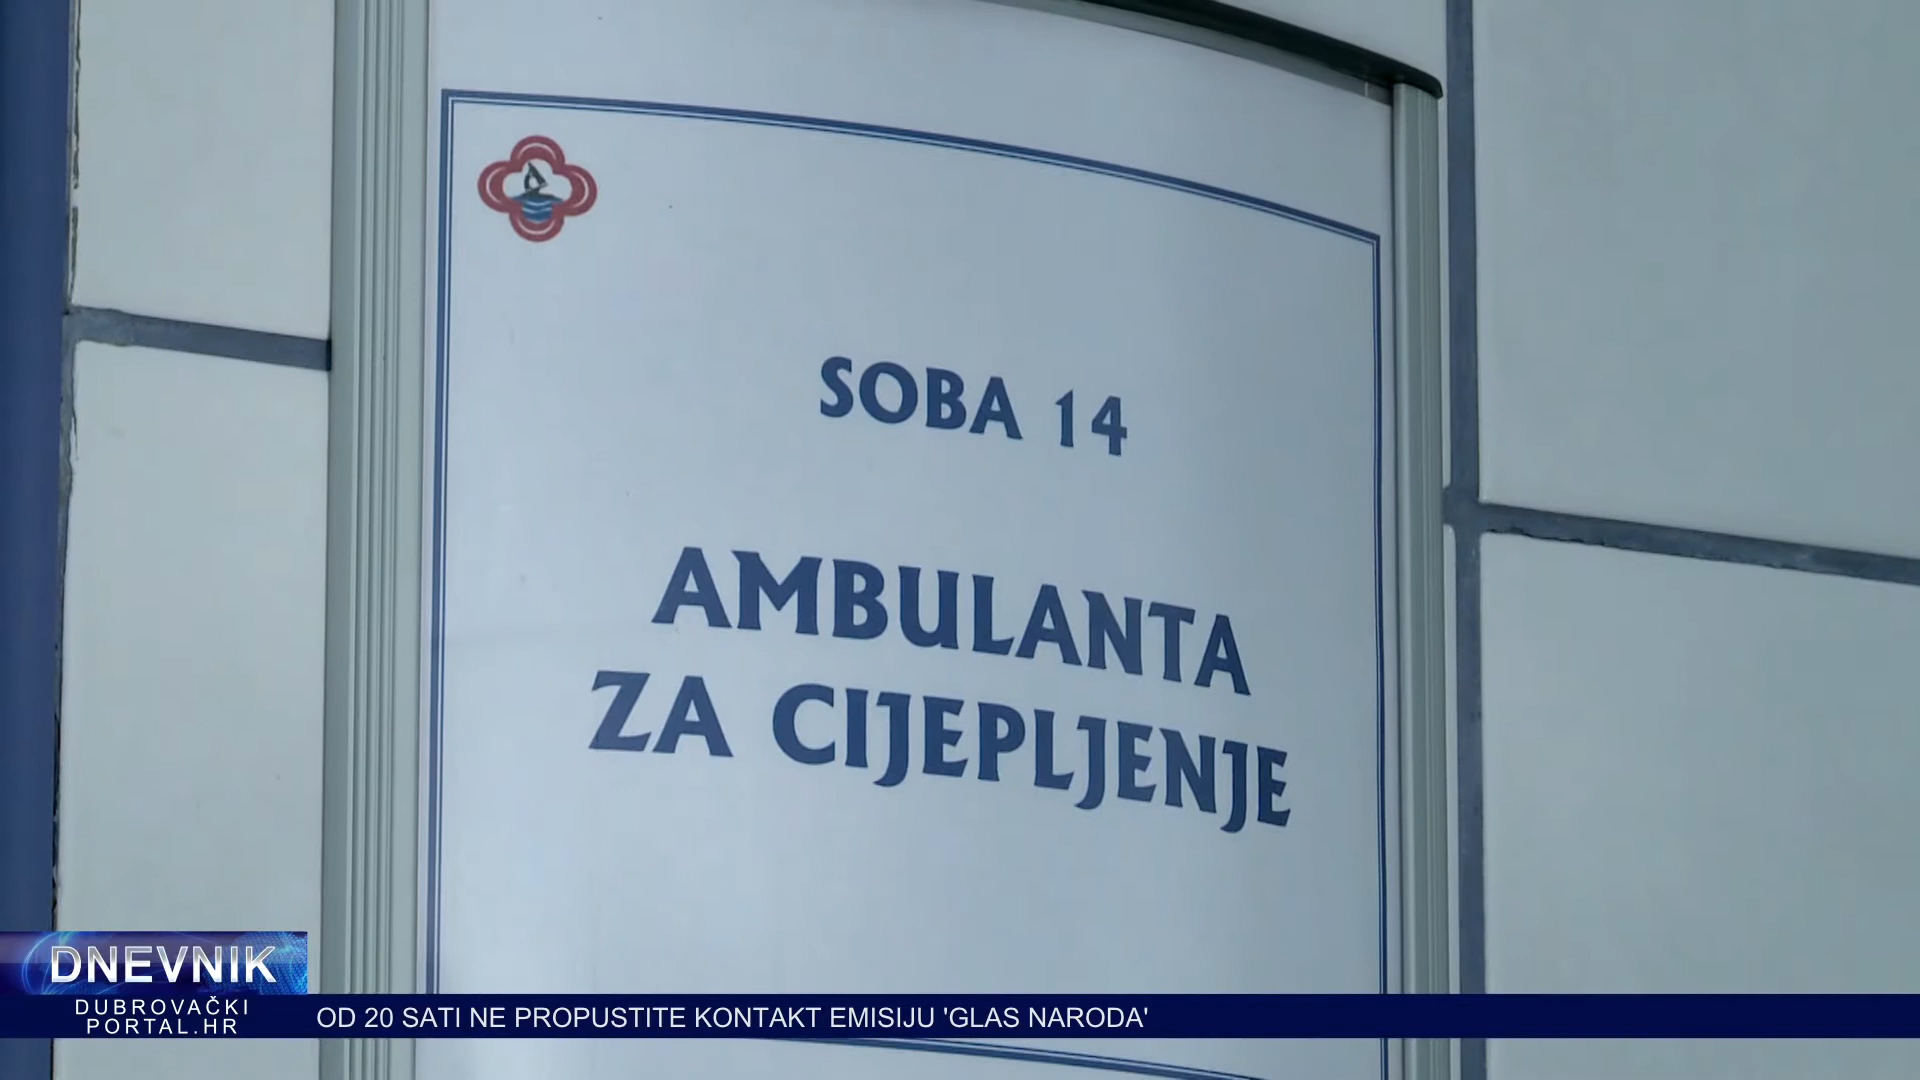 SOBA 14
AMBULANTA
ZA CIJEPLJENJE
DNEVNIK
DUBROVAČKI
PORTAL.HR
OD 20 SATI NE PROPUSTITE KONTAKT EMISIJU 'GLAS NARODA'